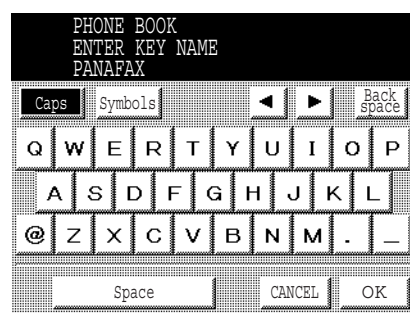 PHONE BOOK
ENTER KEY NAME
PANAFAX
Caps Symbols ◄ ► Back space
Q W E R T Y U I O P
A S D F G H J K L
@ Z X C V B N M . _
Space CANCEL OK